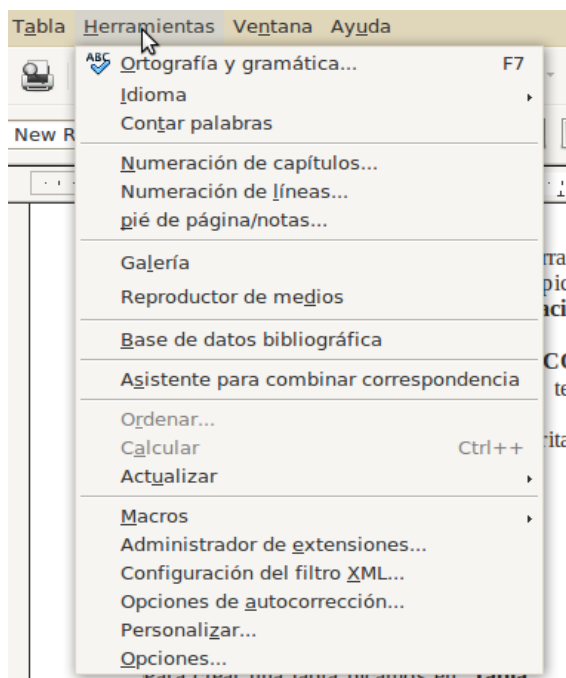 Tabla Herramientas Ventana Ayuda
ABC Ortografía y gramática... F7
Idioma
Contar palabras
New R
Numeración de capítulos...
Numeración de líneas...
pié de página/notas...
Galería
Reproductor de medios
Base de datos bibliográfica
Asistente para combinar correspondencia
Ordenar...
Calcular Ctrl++
Actualizar
Macros
Administrador de extensiones...
Configuración del filtro XML...
Opciones de autocorrección...
Personalizar...
Opciones...